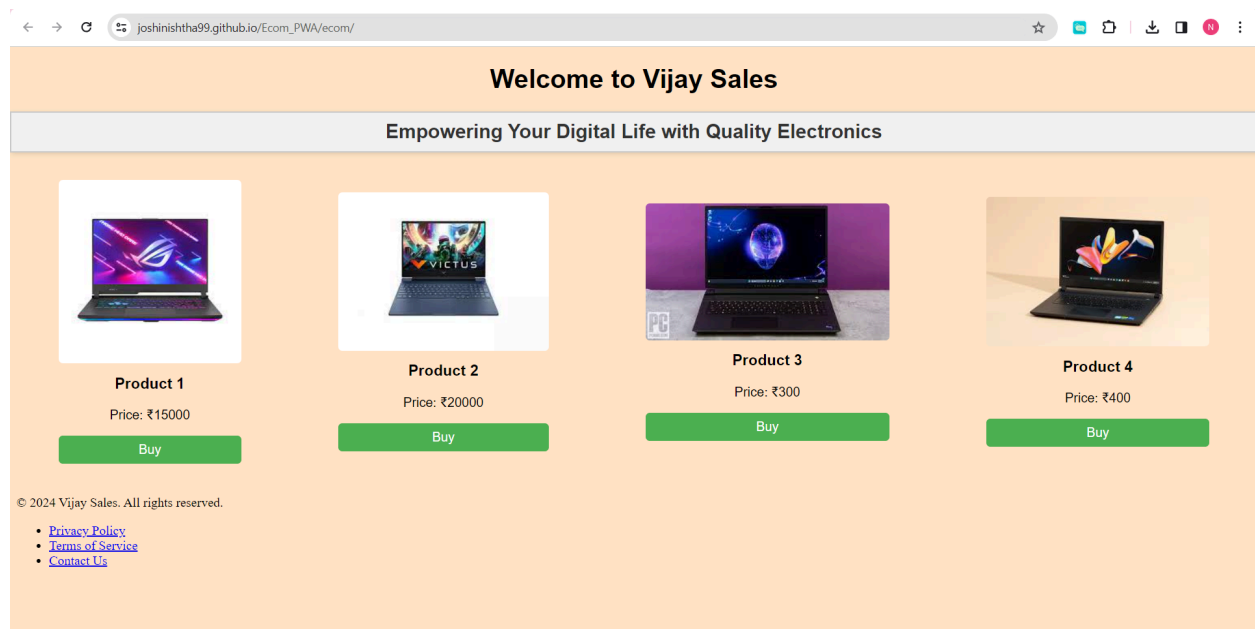 joshinishtha99.github.io/Ecom_PWA/ecom/
N
Welcome to Vijay Sales
Empowering Your Digital Life with Quality Electronics
VICTUS
PC
Product 1
Price: ₹15000
Buy
Product 2
Price: ₹20000
Buy
Product 3
Price: ₹300
Buy
Product 4
Price: ₹400
Buy
© 2024 Vijay Sales. All rights reserved.
Privacy Policy
Terms of Service
Contact Us